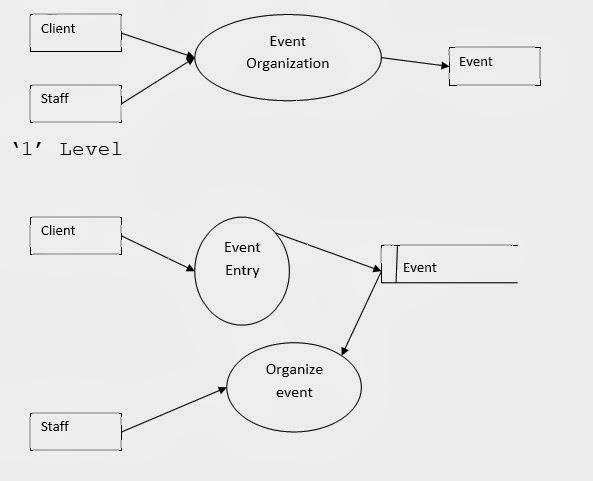 Client
Event
Organization
Event
Staff
‘1’ Level
Client
Event
Entry
Event
Organize
event
Staff